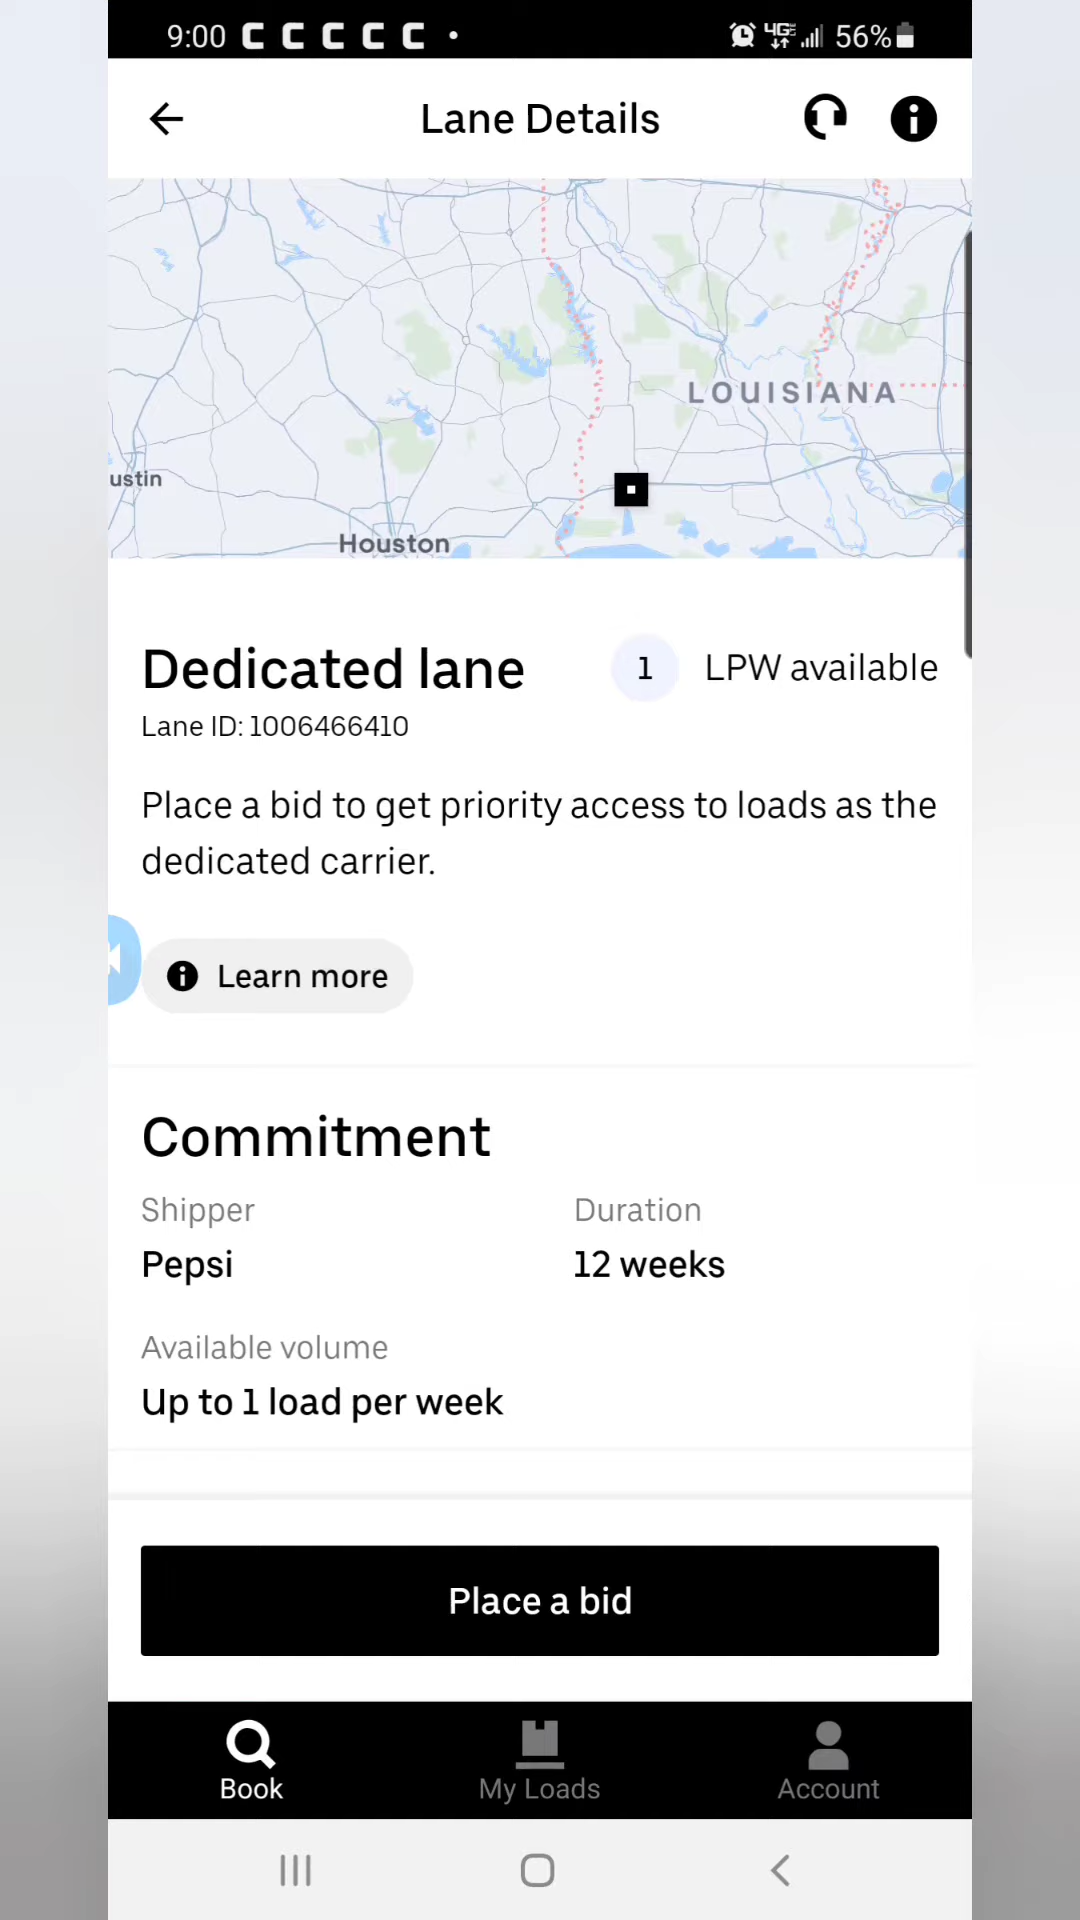 9:00 C C C C C • 4G 56%
Lane Details
LOUISIANA
ustin
Houston
Dedicated lane
1 LPW available
Lane ID: 1006466410
Place a bid to get priority access to loads as the
dedicated carrier.
Learn more
Commitment
Shipper Duration
Pepsi 12 weeks
Available volume
Up to 1 load per week
Place a bid
Book My Loads Account